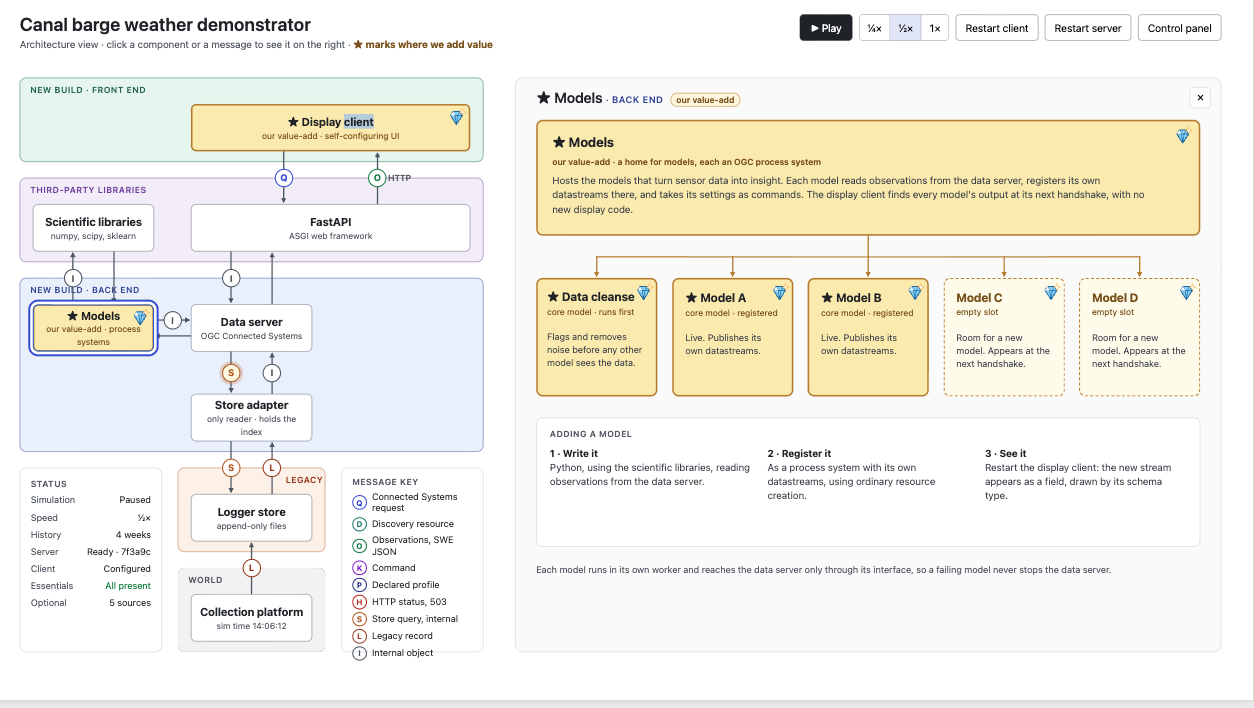 Canal barge weather demonstrator
Architecture view · click a component or a message to see it on the right · ★ marks where we add value
▶ Play
¼×
½×
1×
Restart client
Restart server
Control panel
NEW BUILD · FRONT END
★ Display client
our value-add · self-configuring UI
Q
O
HTTP
THIRD-PARTY LIBRARIES
Scientific libraries
numpy, scipy, sklearn
FastAPI
ASGI web framework
I
I
NEW BUILD · BACK END
★ Models
our value-add · process
systems
I
Data server
OGC Connected Systems
S
I
Store adapter
only reader · holds the
index
S
L
LEGACY
Logger store
append-only files
L
WORLD
Collection platform
sim time 14:06:12
STATUS
Simulation Paused
Speed ½×
History 4 weeks
Server Ready · 7f3a9c
Client Configured
Essentials All present
Optional 5 sources
MESSAGE KEY
Q Connected Systems
request
D Discovery resource
O Observations, SWE
JSON
K Command
P Declared profile
H HTTP status, 503
S Store query, internal
L Legacy record
I Internal object
★ Models · BACK END our value-add
×
★ Models
our value-add · a home for models, each an OGC process system
Hosts the models that turn sensor data into insight. Each model reads observations from the data server, registers its own
datastreams there, and takes its settings as commands. The display client finds every model's output at its next handshake, with no
new display code.
★ Data cleanse
core model · runs first
Flags and removes
noise before any other
model sees the data.
★ Model A
core model · registered
Live. Publishes its
own datastreams.
★ Model B
core model · registered
Live. Publishes its
own datastreams.
Model C
empty slot
Room for a new
model. Appears at the
next handshake.
Model D
empty slot
Room for a new
model. Appears at the
next handshake.
ADDING A MODEL
1 · Write it
Python, using the scientific libraries, reading
observations from the data server.
2 · Register it
As a process system with its own
datastreams, using ordinary resource
creation.
3 · See it
Restart the display client: the new stream
appears as a field, drawn by its schema
type.
Each model runs in its own worker and reaches the data server only through its interface, so a failing model never stops the data server.